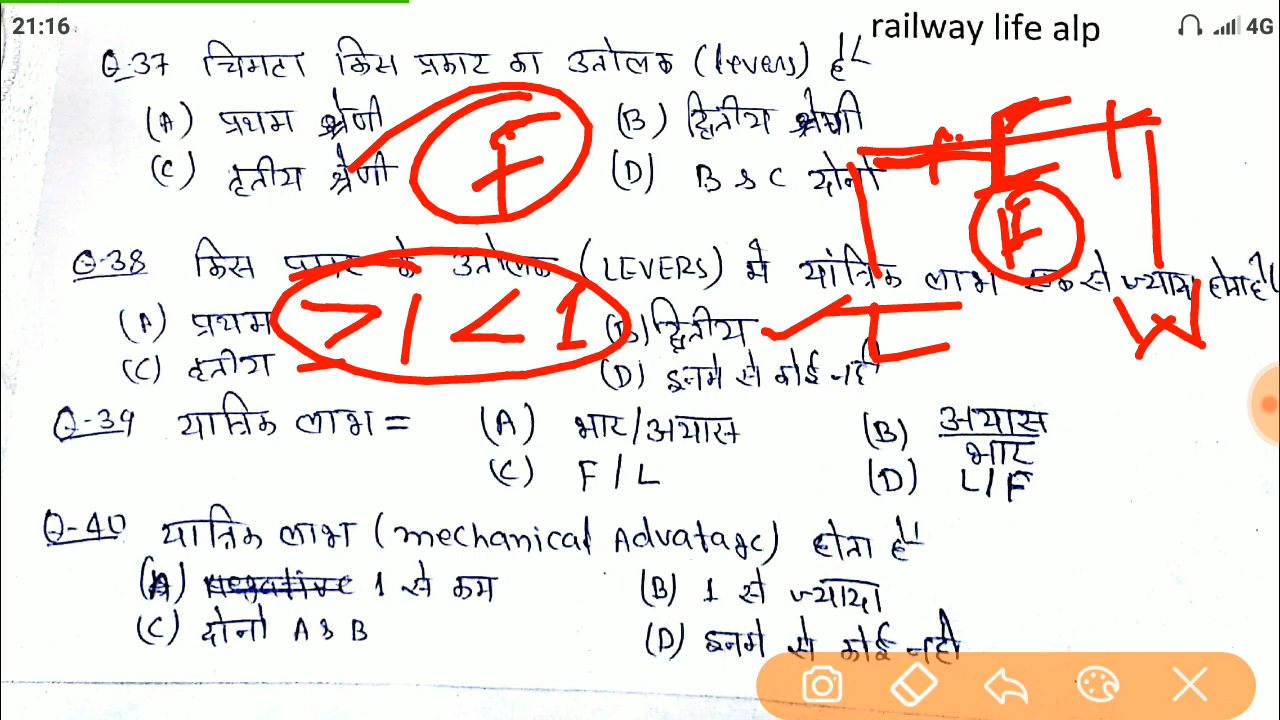 21:16 railway life alp 4G
Q-37 चिमटा किस प्रकार का उतोलक (levers) है
(A) प्रथम श्रेणी (B) द्वितीय श्रेणी
(C) तृतीय श्रेणी (D) B & C दोनो
F
F
E
Q-38 किस प्रकार के उतोलक (LEVERS) मे यांत्रिक लाभ एक से ज्याद होता है
(A) प्रथम (B) द्वितीय
(C) तृतीय (D) इनमे से कोई नही
> 1 < 1
L W
Q-39 यान्त्रिक लाभ = (A) भार/अयास (B) अयास/भार
(C) F/L (D) L/F
Q-40 यान्त्रिक लाभ (mechanical Advatage) होता है
(A) 1 से कम (B) 1 से ज्यादा
(C) दोनो A & B (D) इनमे से कोई नही